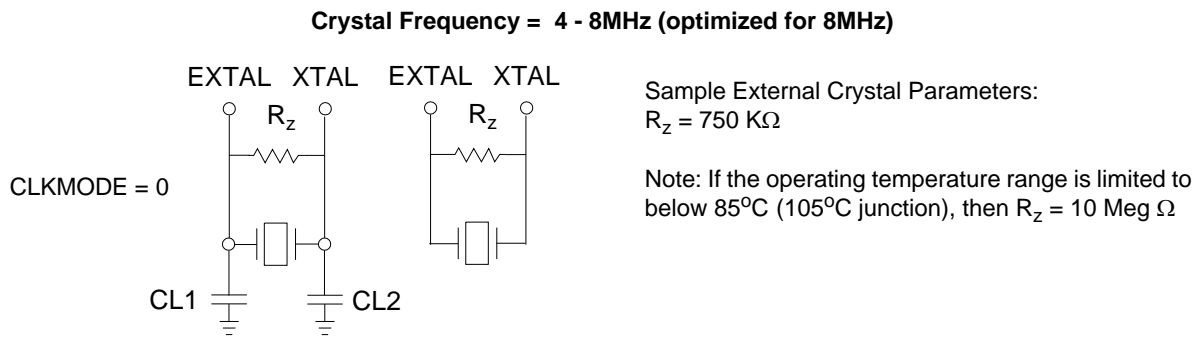 Crystal Frequency = 4 - 8MHz (optimized for 8MHz)
EXTAL XTAL EXTAL XTAL
Rz Rz
CLKMODE = 0
CL1 CL2
Sample External Crystal Parameters:
Rz = 750 KΩ
Note: If the operating temperature range is limited to
below 85oC (105oC junction), then Rz = 10 Meg Ω